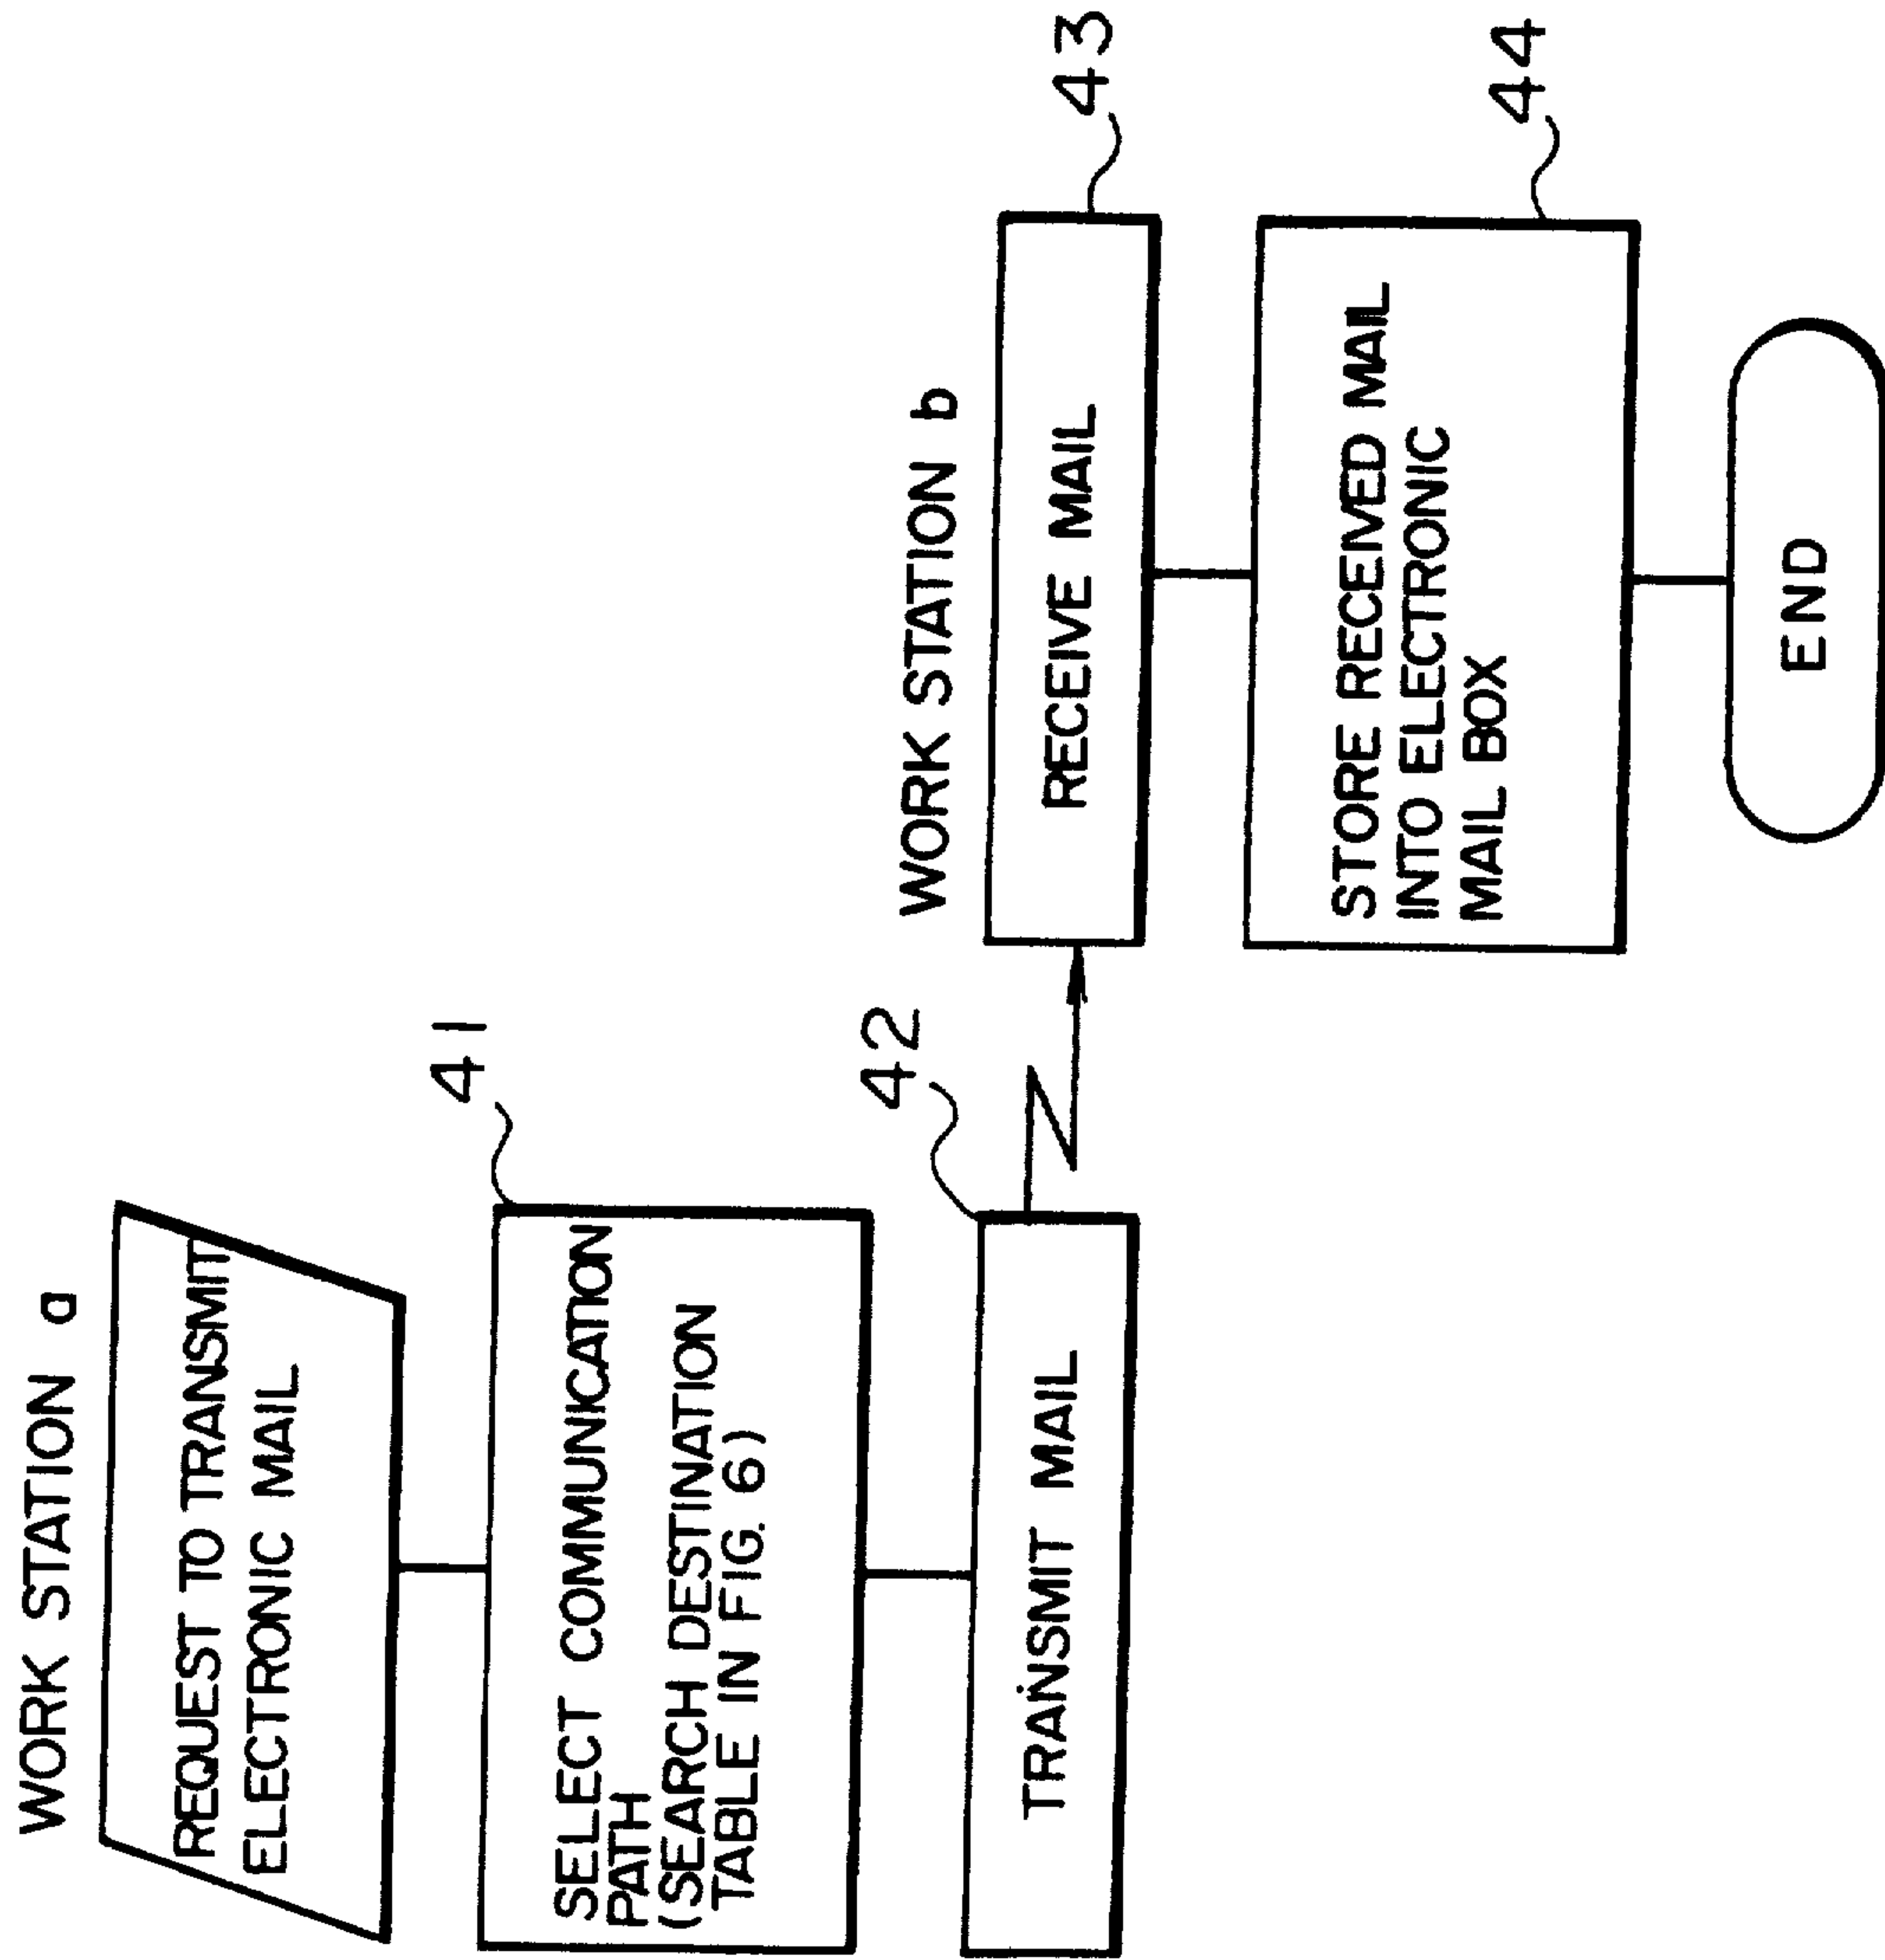 WORK STATION a
REQUEST TO TRANSMIT
ELECTRONIC MAIL
41
SELECT COMMUNICATION
PATH
(SEARCH DESTINATION
TABLE IN FIG. 6)
42
TRANSMIT MAIL
WORK STATION b
43
RECEIVE MAIL
44
STORE RECEIVED MAIL
INTO ELECTRONIC
MAIL BOX
END